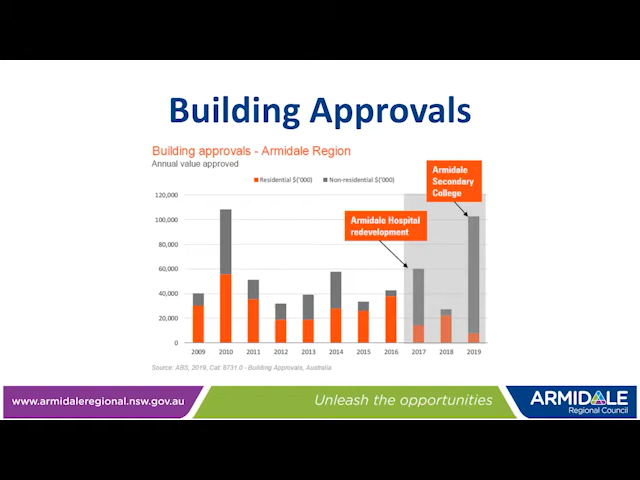 Building Approvals
Building approvals - Armidale Region
Annual value approved
Residential $('000) Non-residential $('000)
Armidale
Secondary
College
Armidale Hospital
redevelopment
120,000
100,000
80,000
60,000
40,000
20,000
0
2009 2010 2011 2012 2013 2014 2015 2016 2017 2018 2019
Source: ABS, 2019, Cat: 8731.0 - Building Approvals, Australia
www.armidaleregional.nsw.gov.au
Unleash the opportunities
ARMIDALE
Regional Council